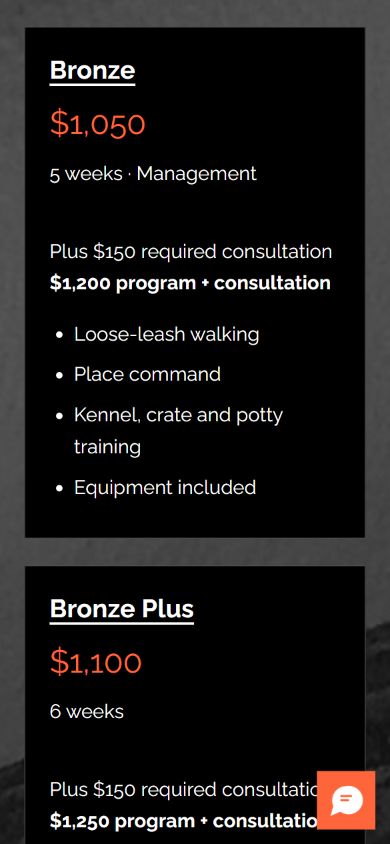 Bronze
$1,050
5 weeks · Management
Plus $150 required consultation
$1,200 program + consultation
• Loose-leash walking
• Place command
• Kennel, crate and potty
training
• Equipment included
Bronze Plus
$1,100
6 weeks
Plus $150 required
$1,250 program +